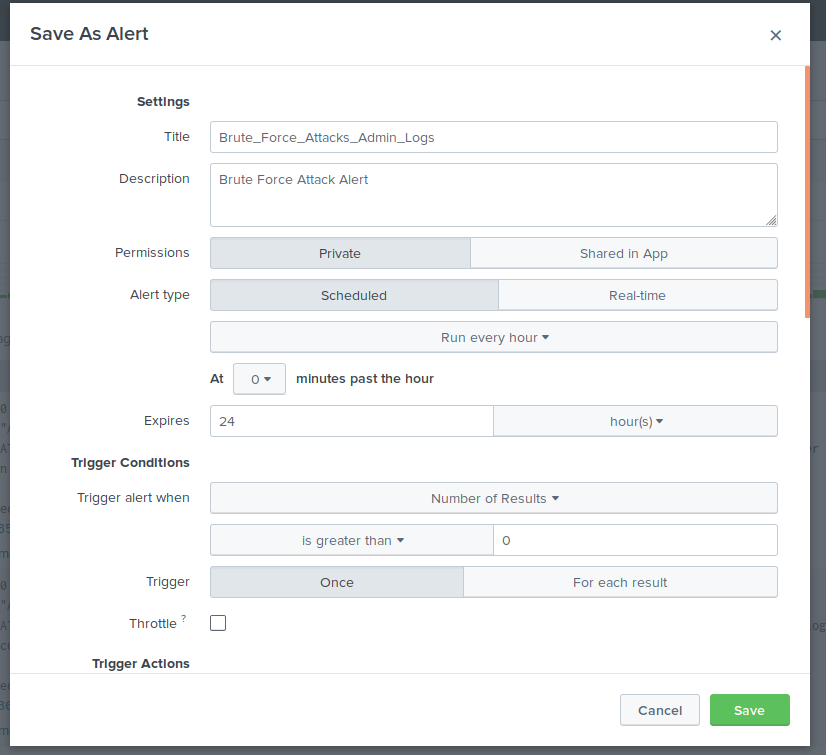 Save As Alert ×
Settings
Title Brute_Force_Attacks_Admin_Logs
Description Brute Force Attack Alert
Permissions Private Shared in App
Alert type Scheduled Real-time
Run every hour
At 0 minutes past the hour
Expires 24 hour(s)
Trigger Conditions
Trigger alert when Number of Results
is greater than 0
Trigger Once For each result
Throttle ?
Trigger Actions
Cancel Save